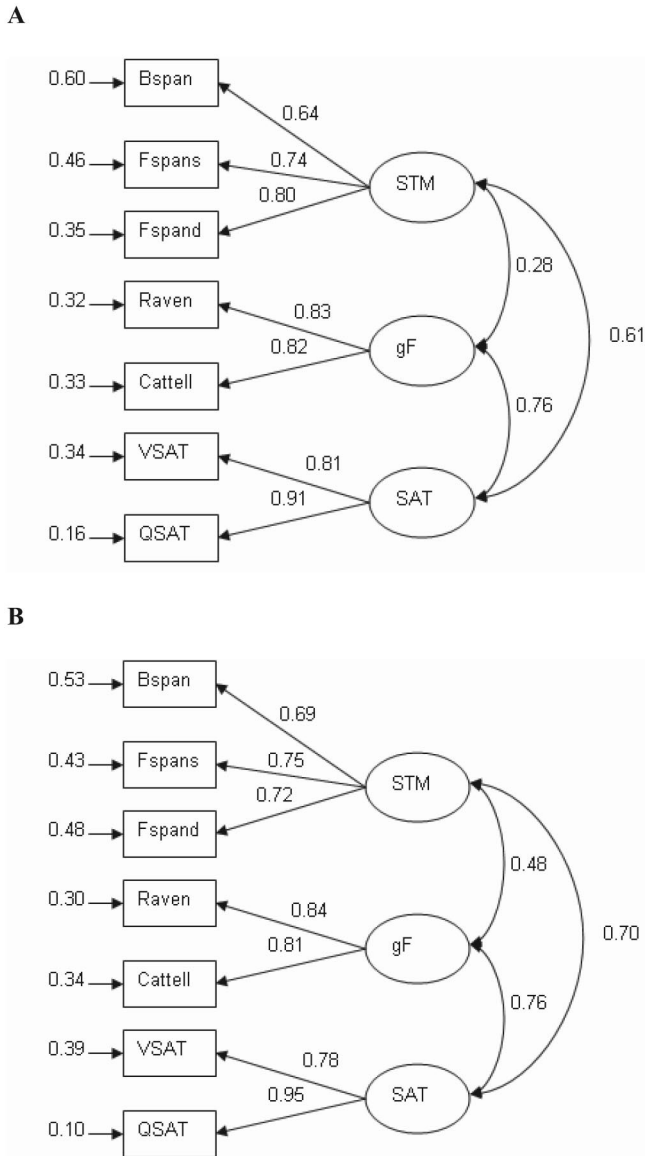 A
0.60 Bspan
0.64
0.46 Fspans 0.74 STM
0.80
0.35 Fspand
0.28
0.32 Raven 0.83
gF 0.61
0.82
0.33 Cattell
0.76
0.34 VSAT 0.81
SAT
0.91
0.16 QSAT
B
0.53 Bspan
0.69
0.43 Fspans 0.75 STM
0.72
0.48 Fspand
0.48
0.30 Raven 0.84
0.70
gF
0.81
0.34 Cattell
0.76
0.39 VSAT 0.78
SAT
0.95
0.10 QSAT